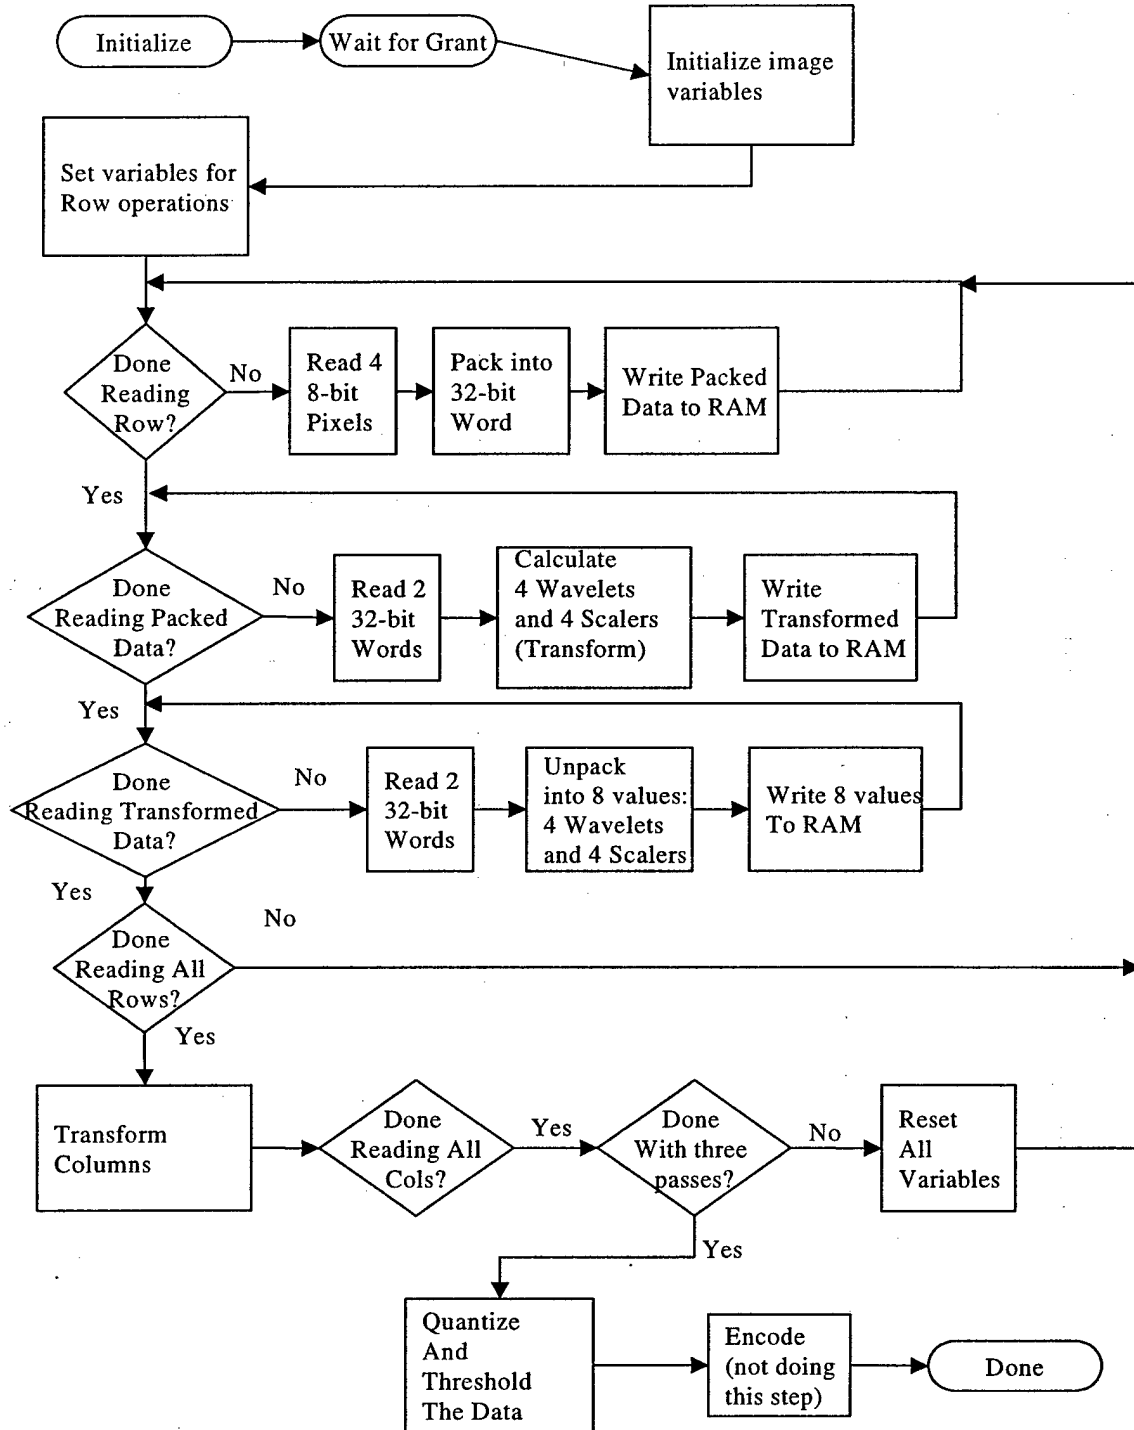 Initialize
Wait for Grant
Initialize image
variables
Set variables for
Row operations
Done
Reading
Row?
No
Read 4
8-bit
Pixels
Pack into
32-bit
Word
Write Packed
Data to RAM
Yes
Done
Reading Packed
Data?
No
Read 2
32-bit
Words
Calculate
4 Wavelets
and 4 Scalers
(Transform)
Write
Transformed
Data to RAM
Yes
Done
Reading Transformed
Data?
No
Read 2
32-bit
Words
Unpack
into 8 values:
4 Wavelets
and 4 Scalers
Write 8 values
To RAM
Yes
Done
Reading All
Rows?
No
Yes
Transform
Columns
Done
Reading All
Cols?
Yes
Done
With three
passes?
No
Reset
All
Variables
Yes
Quantize
And
Threshold
The Data
Encode
(not doing
this step)
Done